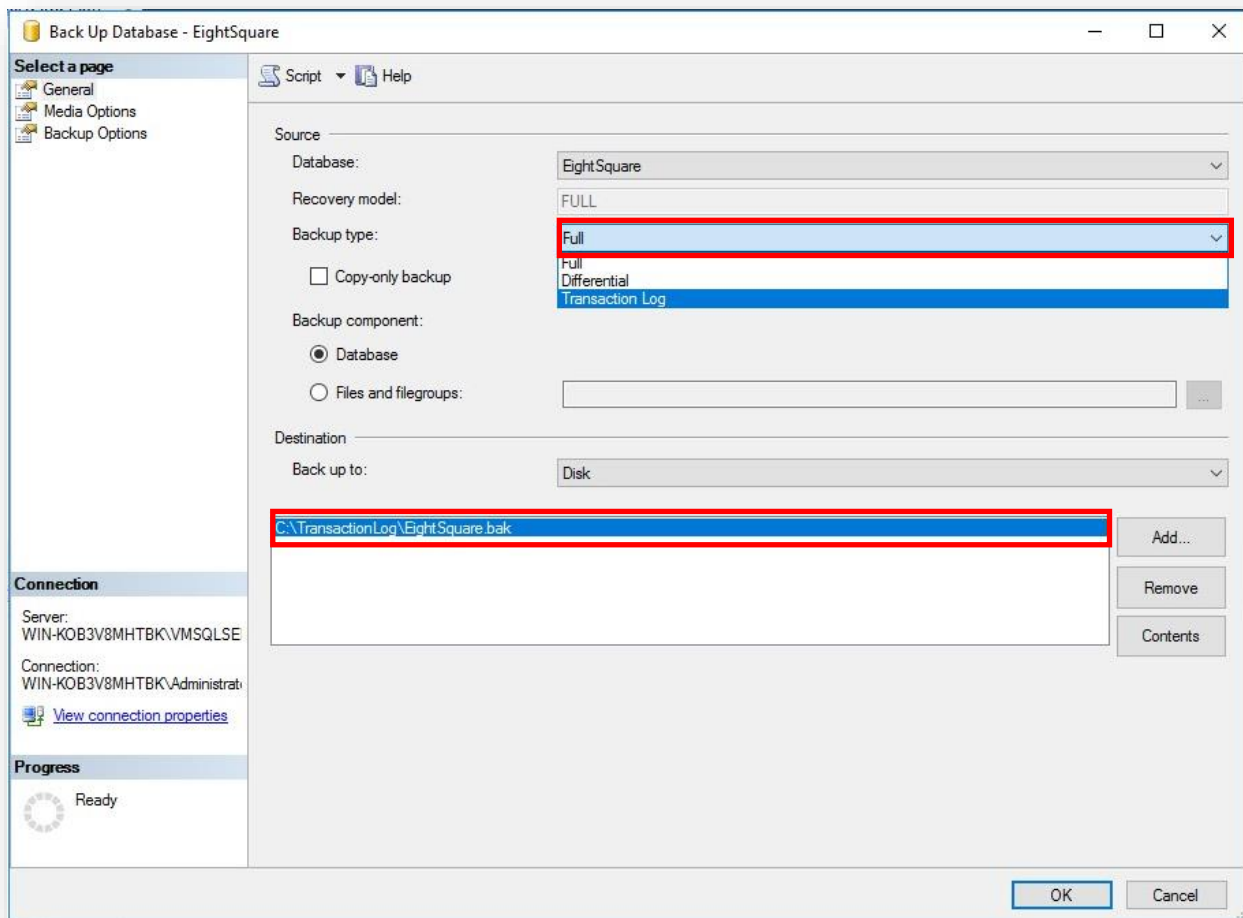 Back Up Database - EightSquare
Select a page
General
Media Options
Backup Options
Script
Help
Source
Database:
EightSquare
Recovery model:
FULL
Backup type:
Full
Full
Differential
Transaction Log
Copy-only backup
Backup component:
Database
Files and filegroups:
...
Destination
Back up to:
Disk
C:\TransactionLog\EightSquare.bak
Add...
Remove
Contents
Connection
Server:
WIN-KOB3V8MHTBK\VMSQLSE
Connection:
WIN-KOB3V8MHTBK\Administrat
View connection properties
Progress
Ready
OK
Cancel